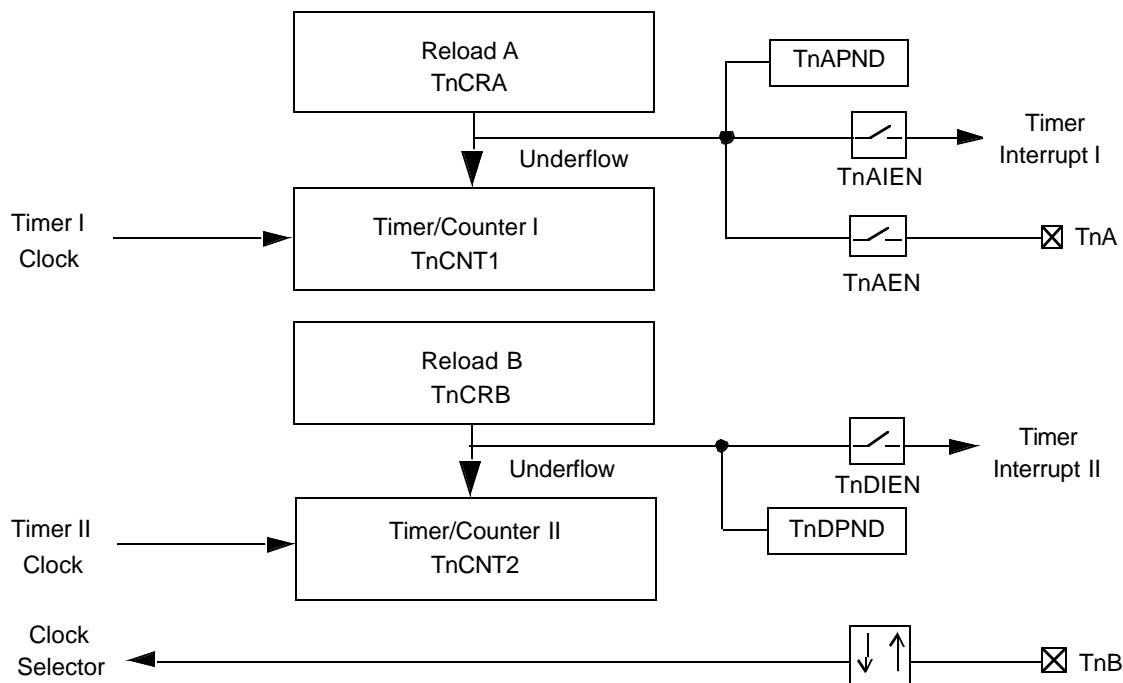 Reload A
TnCRA
TnAPND
Underflow
Timer
Interrupt I
TnAIEN
Timer I
Clock
Timer/Counter I
TnCNT1
TnA
TnAEN
Reload B
TnCRB
Underflow
Timer
Interrupt II
TnDIEN
Timer II
Clock
Timer/Counter II
TnCNT2
TnDPND
Clock
Selector
TnB